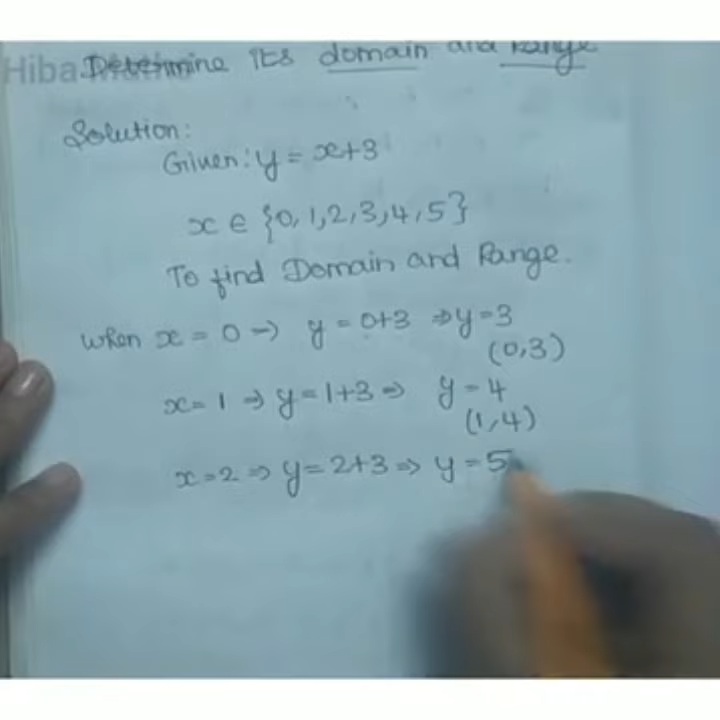 Determine its domain and Range
Hiba
Solution:
Given: y = x+3
x ∈ {0, 1, 2, 3, 4, 5}
To find Domain and Range.
When x = 0 → y = 0+3 ⇒ y = 3
(0,3)
x = 1 ⇒ y = 1+3 ⇒ y = 4
(1,4)
x = 2 ⇒ y = 2+3 ⇒ y = 5